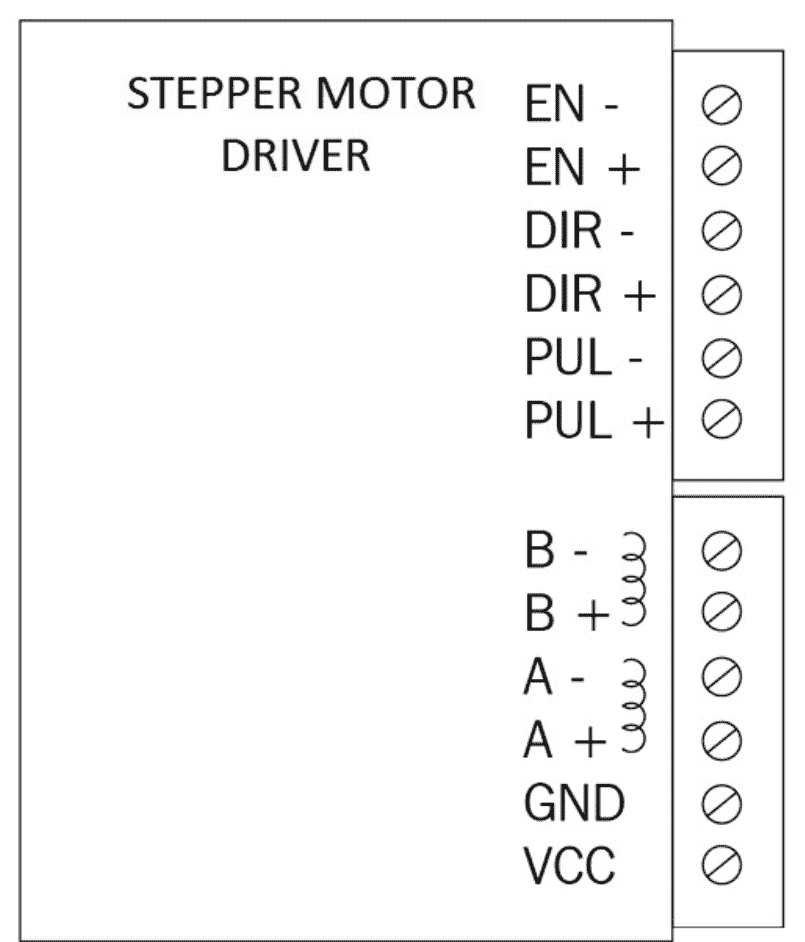 STEPPER MOTOR
DRIVER
EN -
EN +
DIR -
DIR +
PUL -
PUL +
B -
B +
A -
A +
GND
VCC